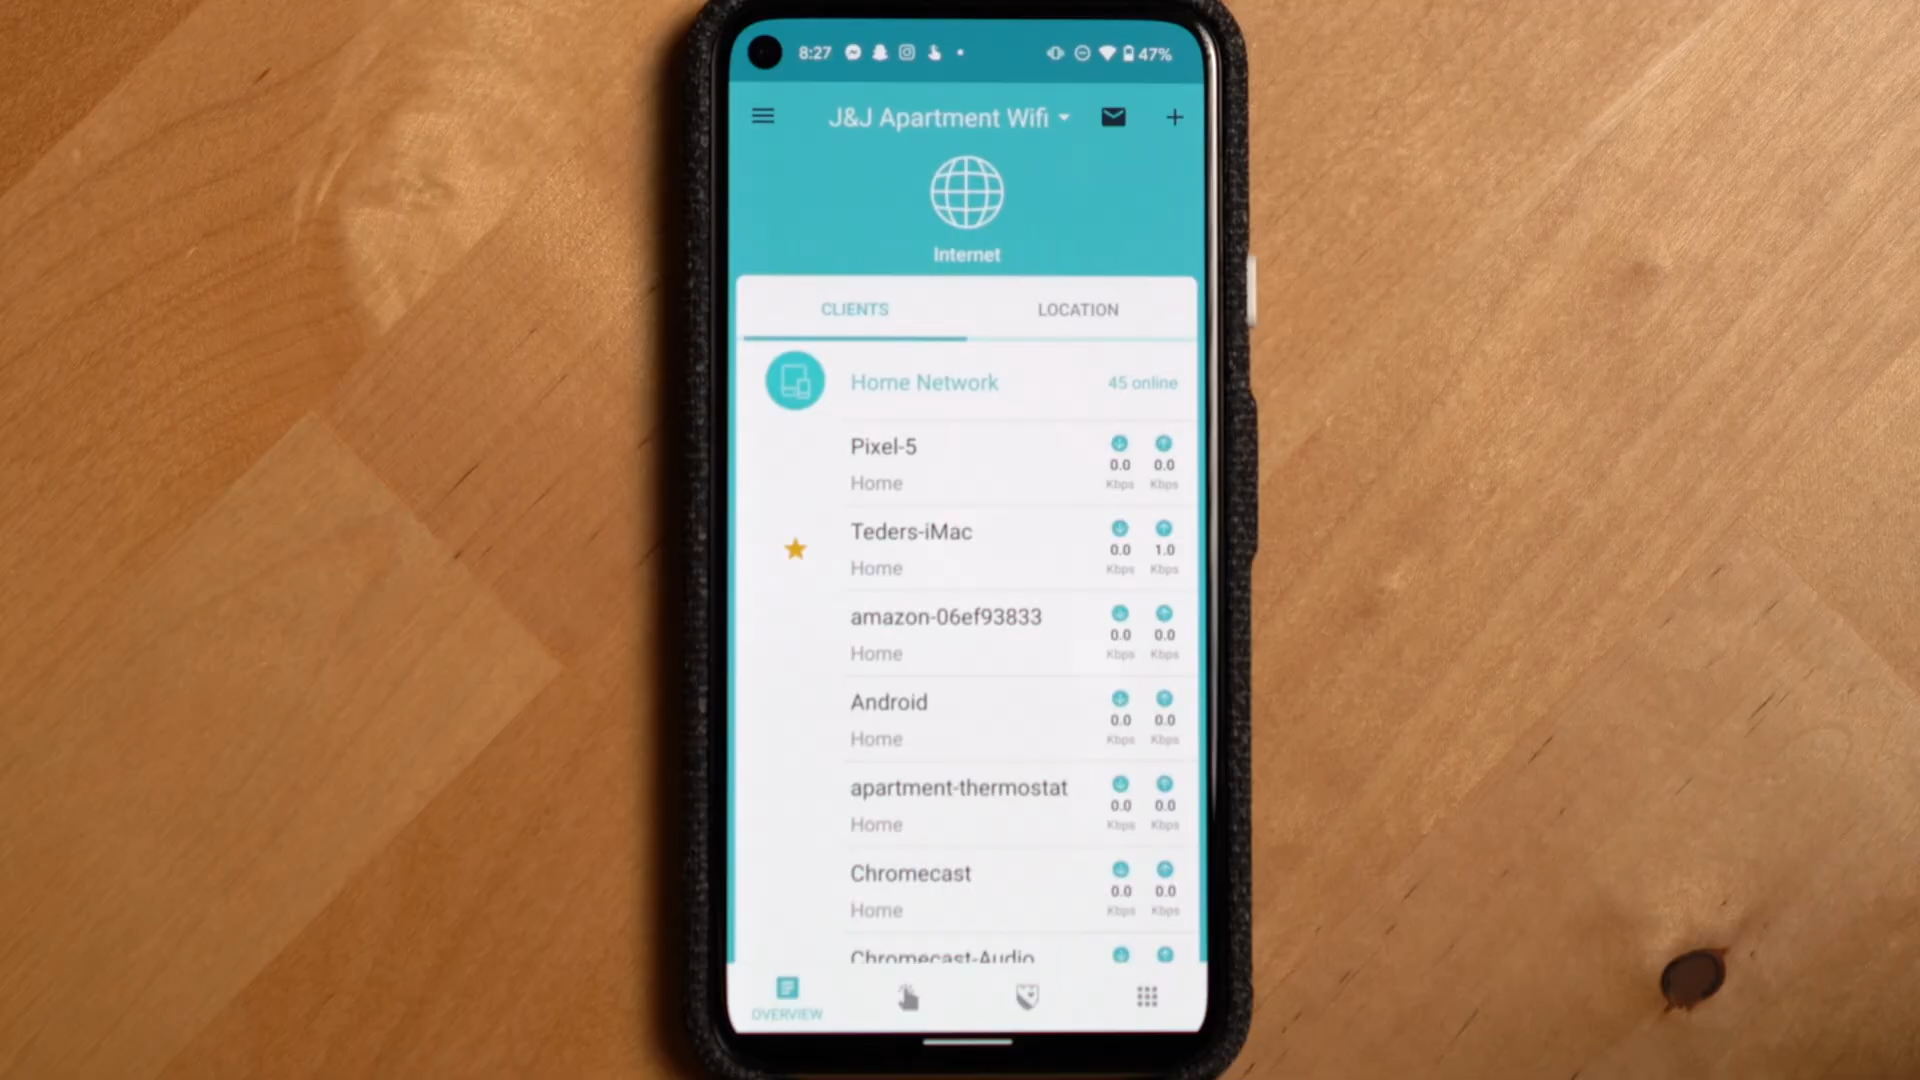 8:27 47%
J&J Apartment Wifi
Internet
CLIENTS LOCATION
Home Network 45 online
Pixel-5
0.0 0.0
Home Kbps Kbps
Teders-iMac
0.0 1.0
Home Kbps Kbps
amazon-06ef93833
0.0 0.0
Home Kbps Kbps
Android
0.0 0.0
Home Kbps Kbps
apartment-thermostat
0.0 0.0
Home Kbps Kbps
Chromecast
0.0 0.0
Home Kbps Kbps
Chromecast-Audio
OVERVIEW